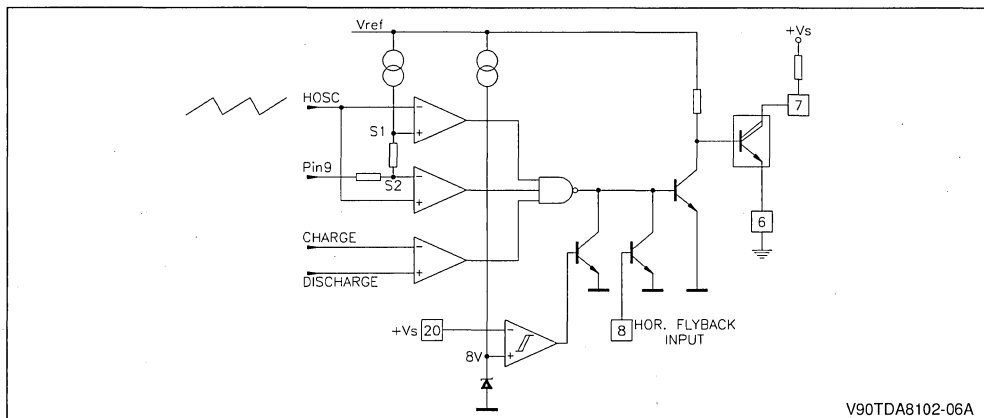 Vref
+Vs
HOSC
7
S1
Pin9
S2
6
CHARGE
DISCHARGE
+Vs 20
8
HOR. FLYBACK
INPUT
8V
V90TDA8102-06A